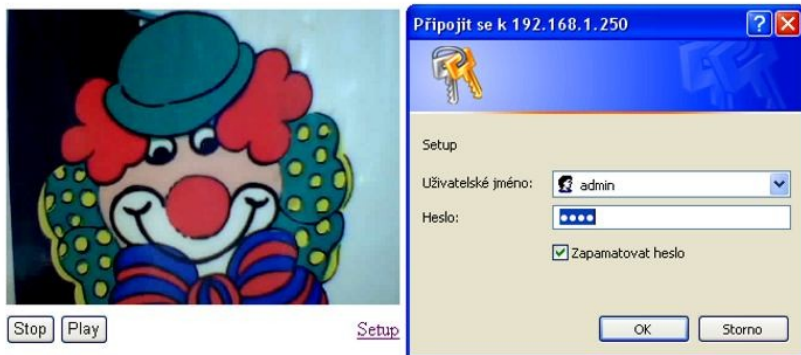 Stop Play Setup
Připojit se k 192.168.1.250
Setup
Uživatelské jméno: admin
Heslo: ••••
Zapamatovat heslo
OK Storno